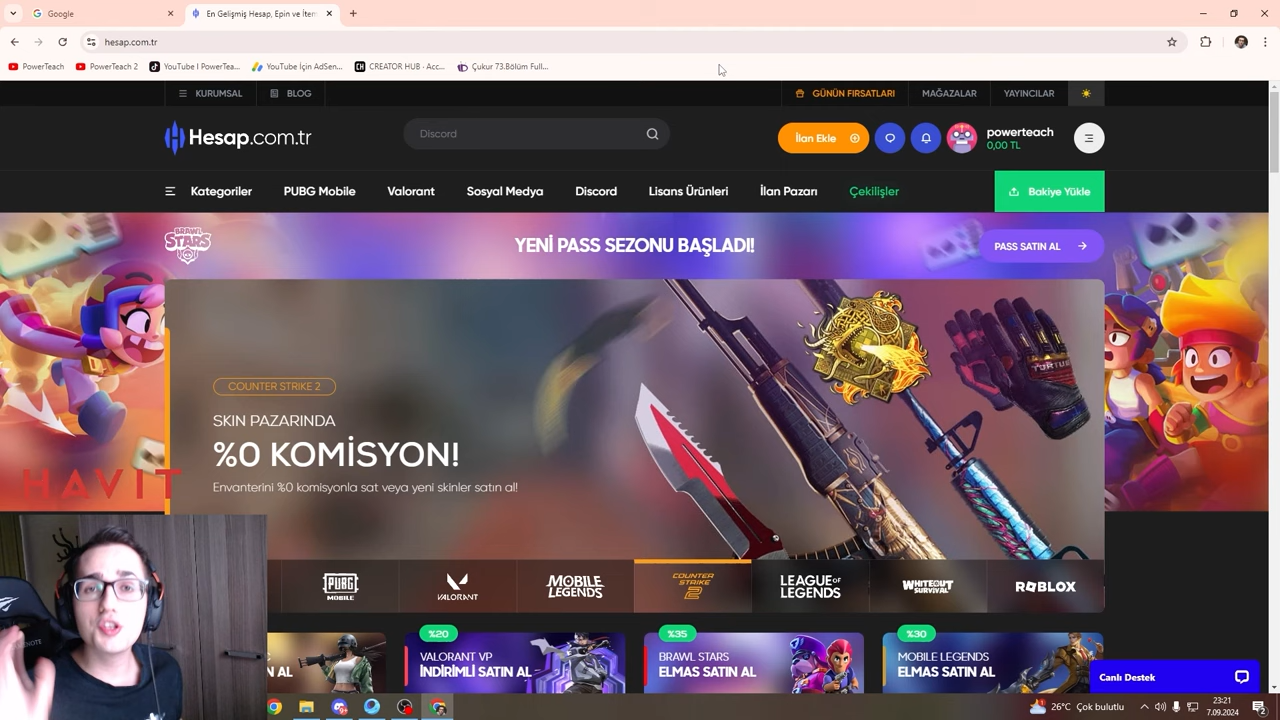 Google
En Gelişmiş Hesap, Epin ve İtem
hesap.com.tr
PowerTeach
PowerTeach 2
YouTube I PowerTea...
YouTube İçin AdSen...
CREATOR HUB - Acc...
Çukur 73.Bölüm Full...
KURUMSAL
BLOG
GÜNÜN FIRSATLARI
MAĞAZALAR
YAYINCILAR
Hesap.com.tr
Discord
İlan Ekle
powerteach
0,00 TL
Kategoriler
PUBG Mobile
Valorant
Sosyal Medya
Discord
Lisans Ürünleri
İlan Pazarı
Çekilişler
Bakiye Yükle
BRAWL
STARS
YENİ PASS SEZONU BAŞLADI!
PASS SATIN AL
COUNTER STRIKE 2
SKIN PAZARINDA
%0 KOMİSYON!
Envanterini %0 komisyonla sat veya yeni skinler satın al!
HAVIT
PUBG
MOBILE
VALORANT
MOBILE
LEGENDS
COUNTER
STRIKE
2
LEAGUE OF
LEGENDS
WHITEOUT
SURVIVAL
ROBLOX
AL
%20
VALORANT VP
İNDİRİMLİ SATIN AL
%35
BRAWL STARS
ELMAS SATIN AL
%30
MOBILE LEGENDS
ELMAS SATIN AL
Canlı Destek
26°C Çok bulutlu
23:21
7.09.2024
2